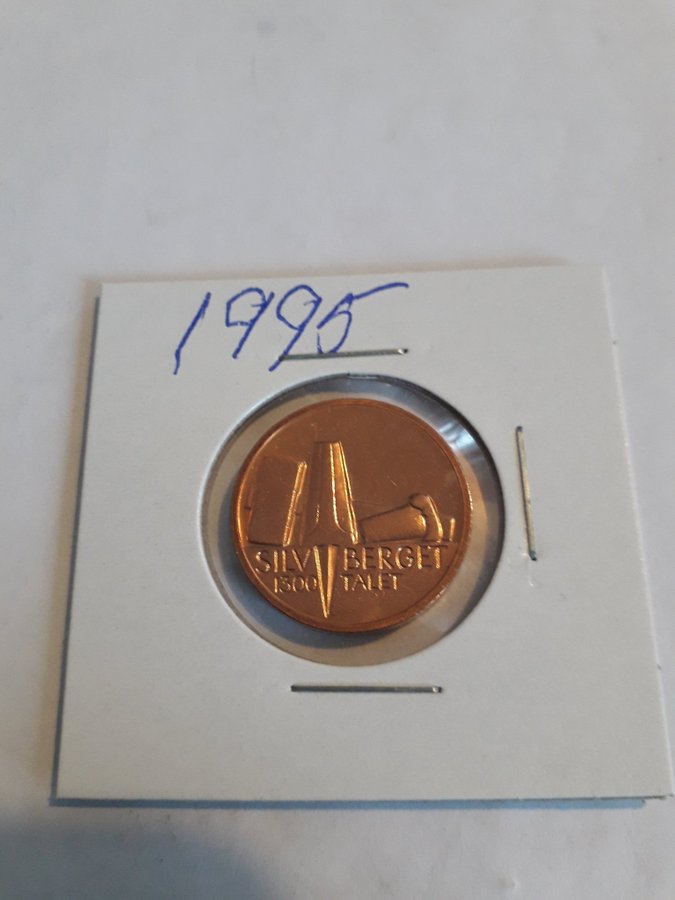 1995
SILV BERGET
1300 TALET